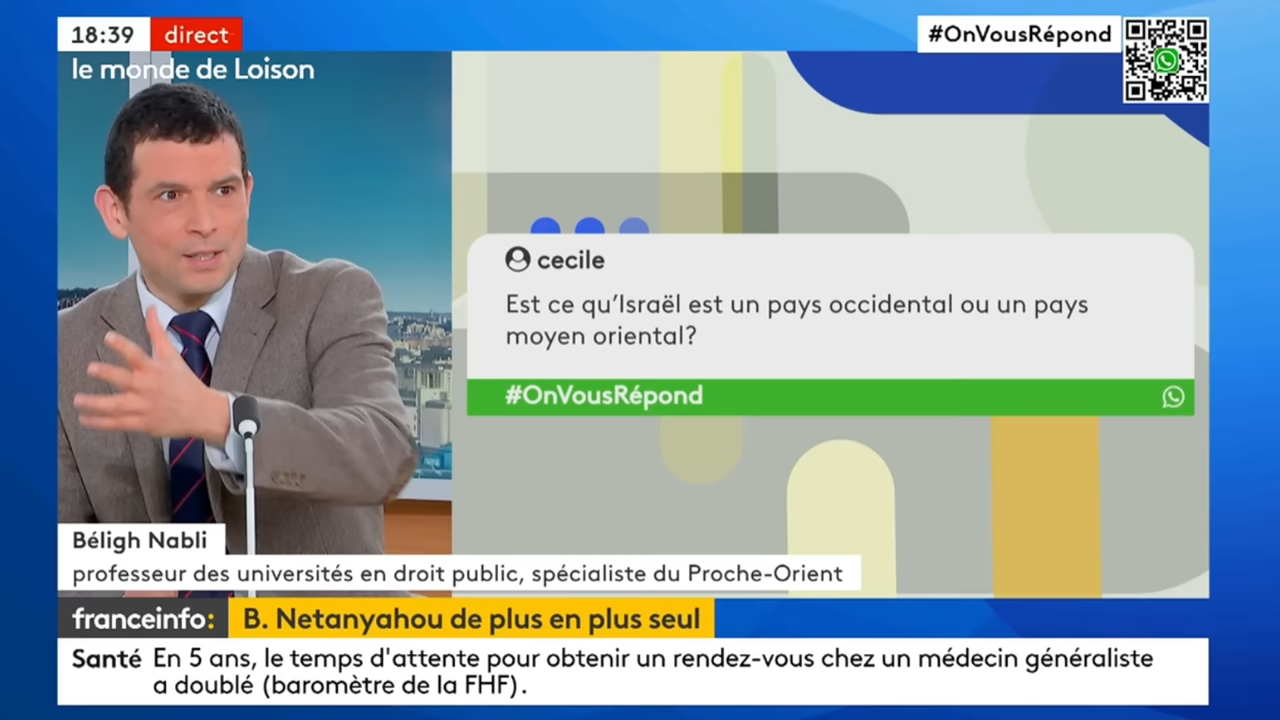 18:39 direct
#OnVousRépond
le monde de Loison
cecile
Est ce qu’Israël est un pays occidental ou un pays
moyen oriental?
#OnVousRépond
Béligh Nabli
professeur des universités en droit public, spécialiste du Proche-Orient
franceinfo: B. Netanyahou de plus en plus seul
Santé En 5 ans, le temps d'attente pour obtenir un rendez-vous chez un médecin généraliste
a doublé (baromètre de la FHF).